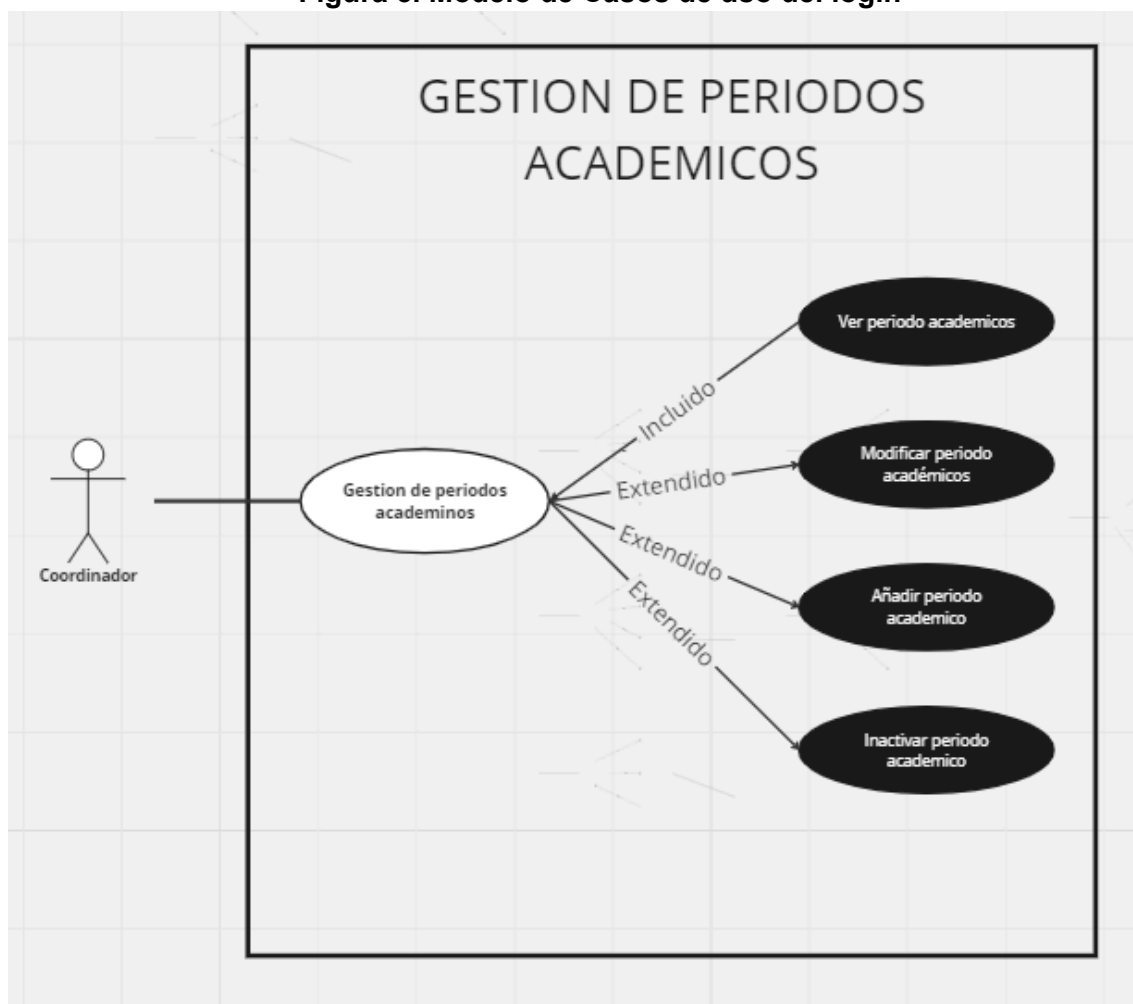 Figura 6. Modelo de Casos de uso del login
GESTION DE PERIODOS
ACADEMICOS
Ver periodo academicos
Incluido
Modificar periodo
académicos
Extendido
Gestion de periodos
academinos
Extendido
Añadir periodo
academico
Extendido
Coordinador
Inactivar periodo
academico